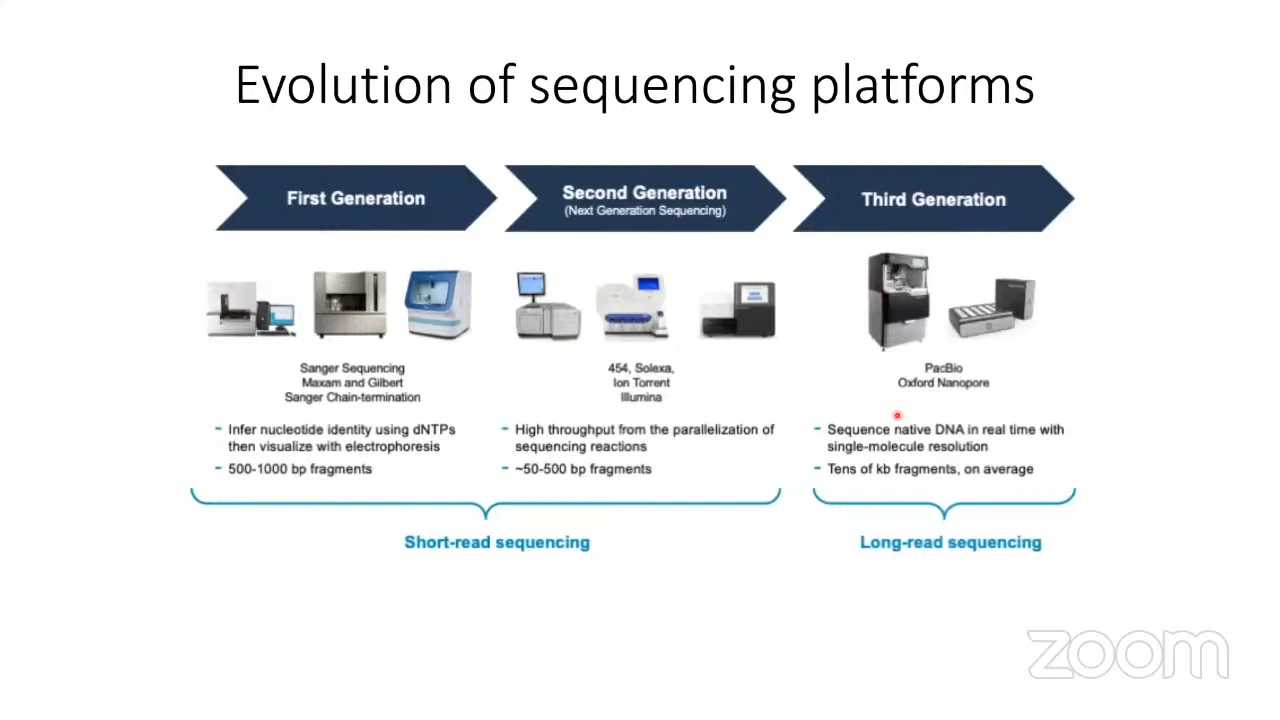 Evolution of sequencing platforms
First Generation
Second Generation
(Next Generation Sequencing)
Third Generation
Sanger Sequencing
Maxam and Gilbert
Sanger Chain-termination
454, Solexa,
Ion Torrent
Illumina
PacBio
Oxford Nanopore
- Infer nucleotide identity using dNTPs
then visualize with electrophoresis
- 500-1000 bp fragments
- High throughput from the parallelization of
sequencing reactions
- ~50-500 bp fragments
- Sequence native DNA in real time with
single-molecule resolution
- Tens of kb fragments, on average
Short-read sequencing
Long-read sequencing
zoom